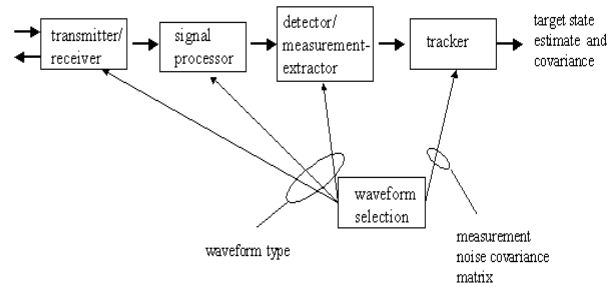 transmitter/
receiver
signal
processor
detector/
measurement-
extractor
tracker
target state
estimate and
covariance
waveform
selection
waveform type
measurement
noise covariance
matrix